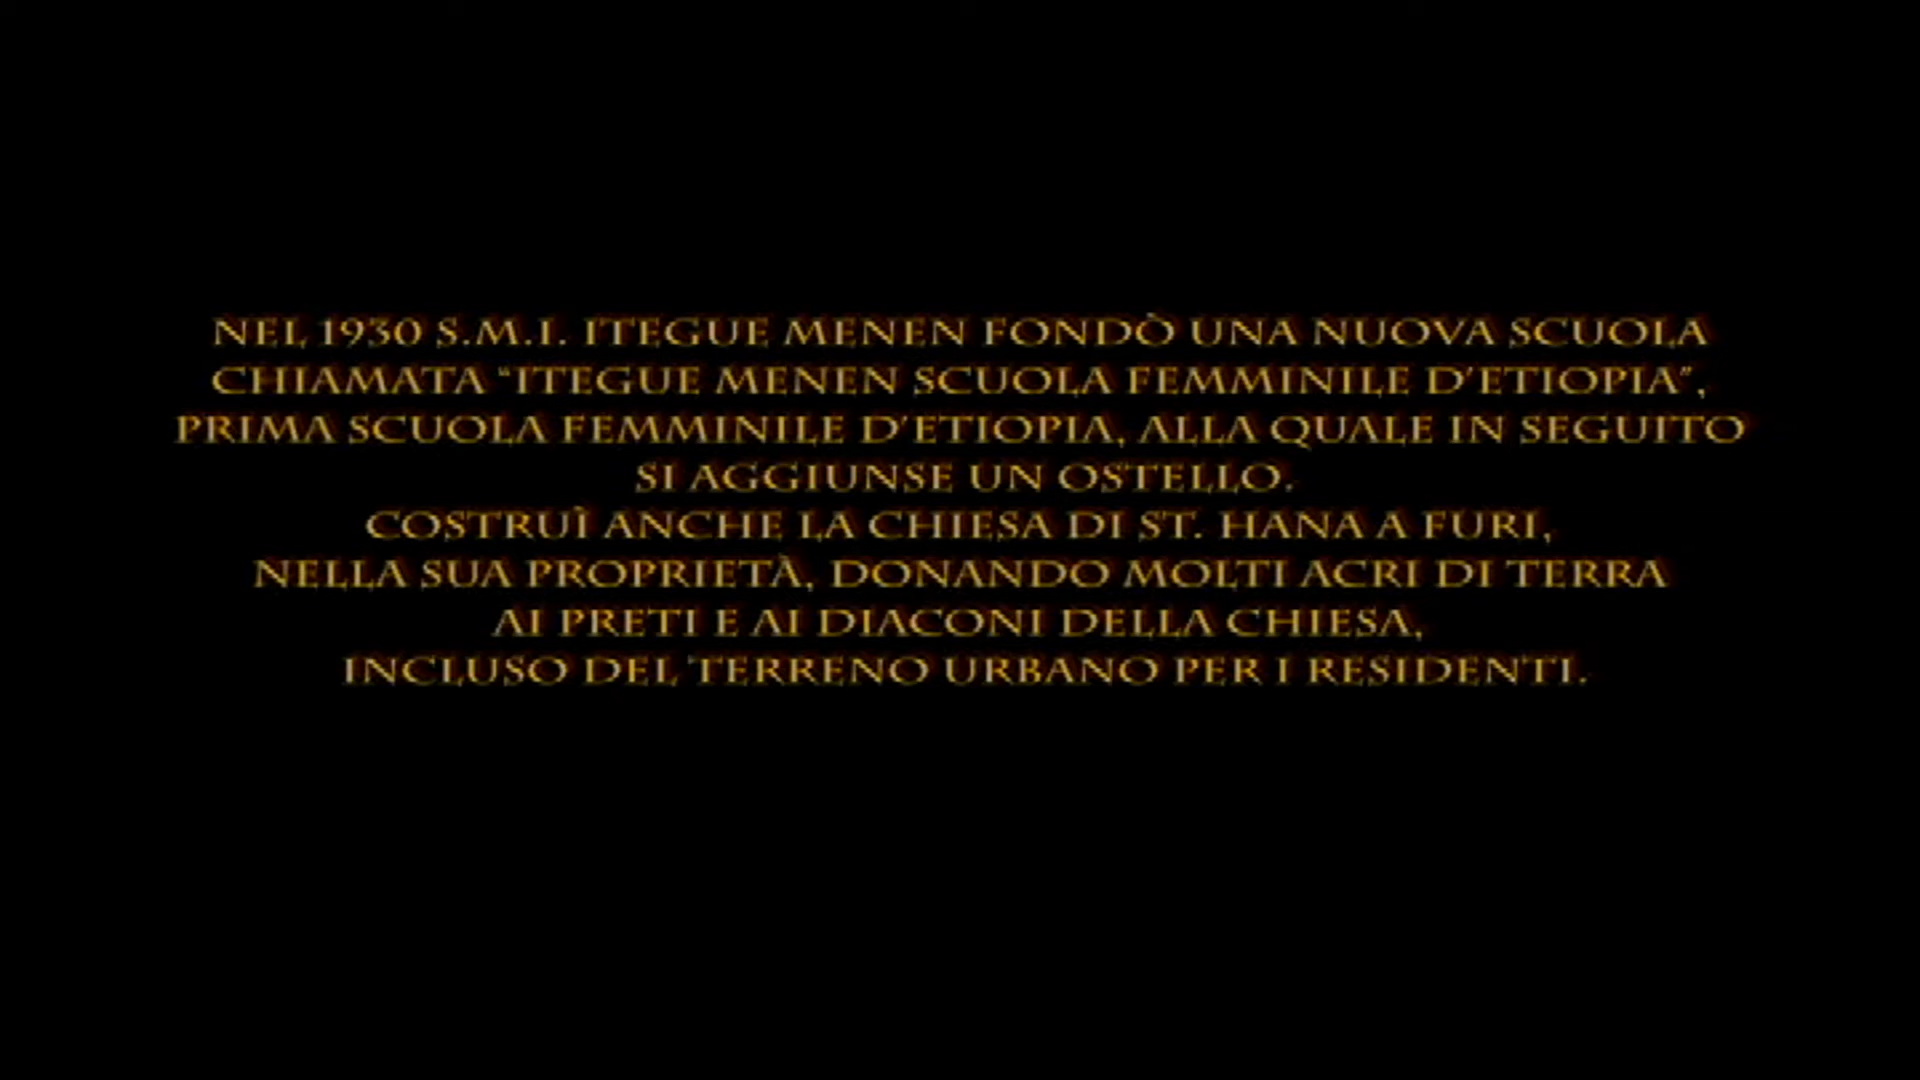 NEL 1930 S.M.I. ITEGUE MENEN FONDÒ UNA NUOVA SCUOLA
CHIAMATA "ITEGUE MENEN SCUOLA FEMMINILE D'ETIOPIA",
PRIMA SCUOLA FEMMINILE D'ETIOPIA, ALLA QUALE IN SEGUITO
SI AGGIUNSE UN OSTELLO.
COSTRUÌ ANCHE LA CHIESA DI ST. HANA A FURI,
NELLA SUA PROPRIETÀ, DONANDO MOLTI ACRI DI TERRA
AI PRETI E AI DIACONI DELLA CHIESA,
INCLUSO DEL TERRENO URBANO PER I RESIDENTI.